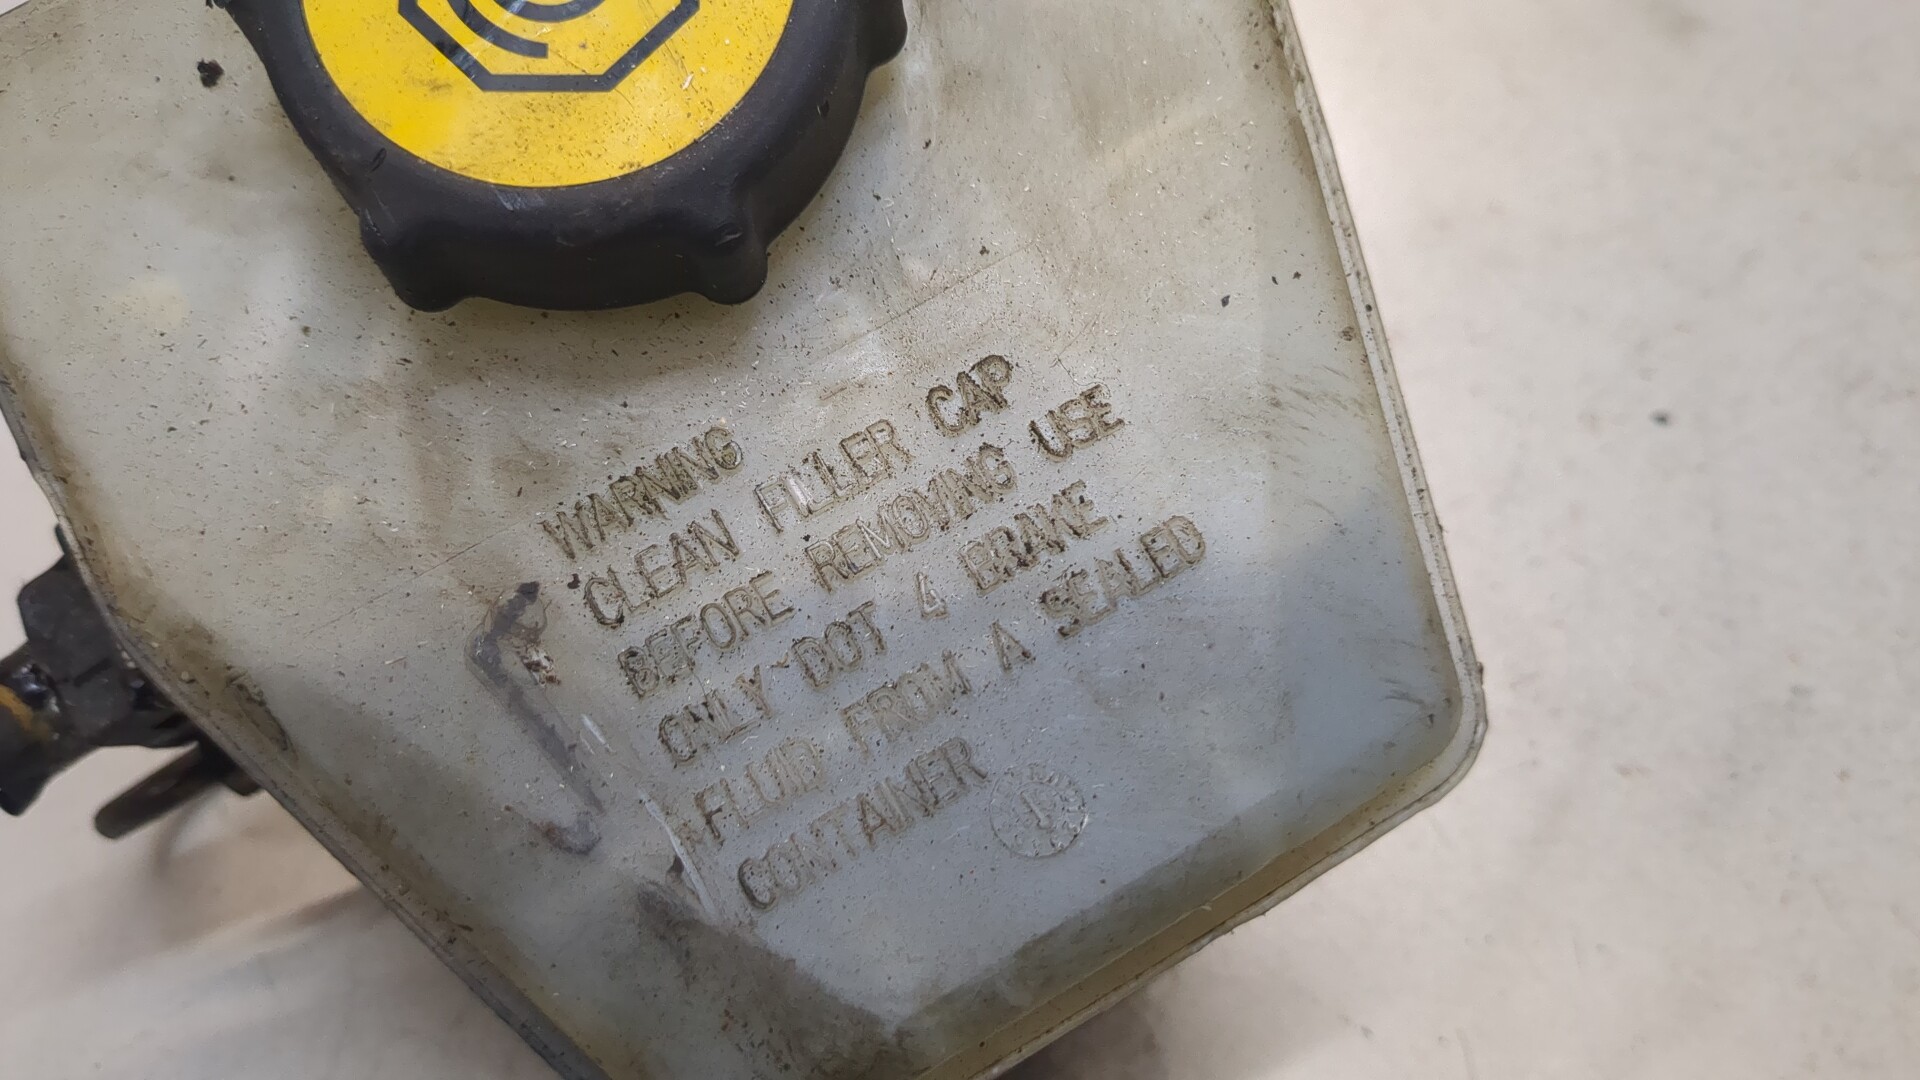 WARNING
CLEAN FILLER CAP
BEFORE REMOVING USE
ONLY DOT 4 BRAKE
FLUID FROM A SEALED
CONTAINER